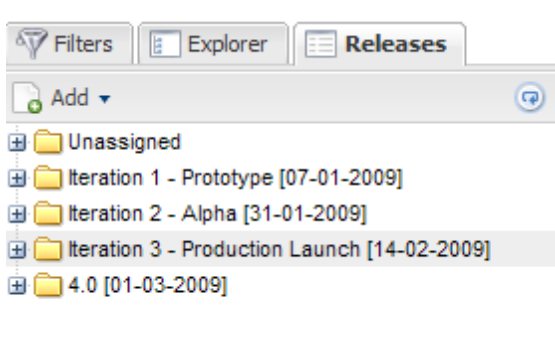 Filters Explorer Releases
Add
Unassigned
Iteration 1 - Prototype [07-01-2009]
Iteration 2 - Alpha [31-01-2009]
Iteration 3 - Production Launch [14-02-2009]
4.0 [01-03-2009]